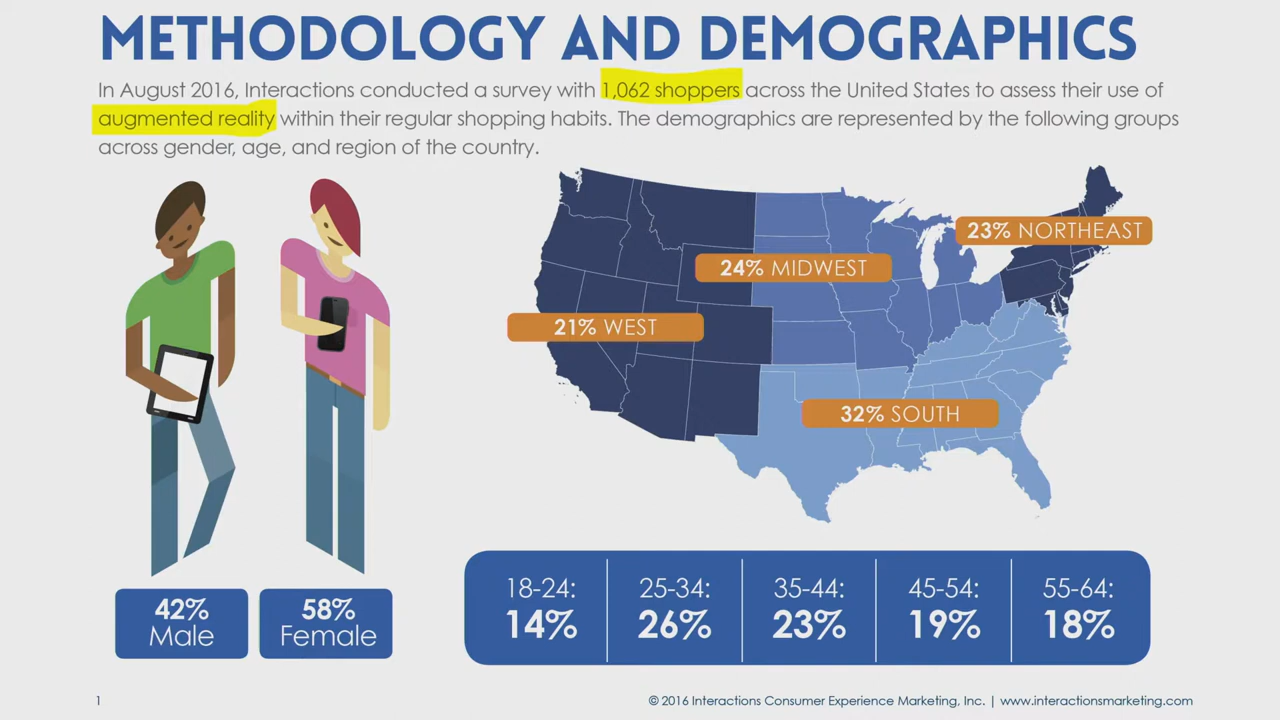 METHODOLOGY AND DEMOGRAPHICS
In August 2016, Interactions conducted a survey with 1,062 shoppers across the United States to assess their use of
augmented reality within their regular shopping habits. The demographics are represented by the following groups
across gender, age, and region of the country.
23% NORTHEAST
24% MIDWEST
21% WEST
32% SOUTH
42%
Male
58%
Female
18-24:
14%
25-34:
26%
35-44:
23%
45-54:
19%
55-64:
18%
1
© 2016 Interactions Consumer Experience Marketing, Inc. | www.interactionsmarketing.com